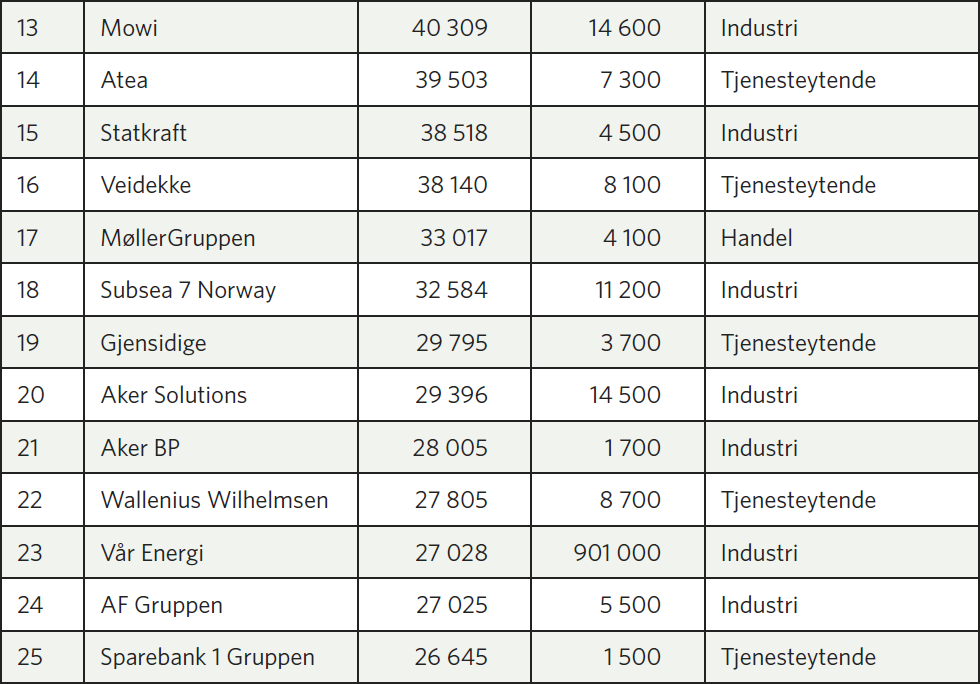 13 Mowi 40 309 14 600 Industri
14 Atea 39 503 7 300 Tjenesteytende
15 Statkraft 38 518 4 500 Industri
16 Veidekke 38 140 8 100 Tjenesteytende
17 MøllerGruppen 33 017 4 100 Handel
18 Subsea 7 Norway 32 584 11 200 Industri
19 Gjensidige 29 795 3 700 Tjenesteytende
20 Aker Solutions 29 396 14 500 Industri
21 Aker BP 28 005 1 700 Industri
22 Wallenius Wilhelmsen 27 805 8 700 Tjenesteytende
23 Vår Energi 27 028 901 000 Industri
24 AF Gruppen 27 025 5 500 Industri
25 Sparebank 1 Gruppen 26 645 1 500 Tjenesteytende